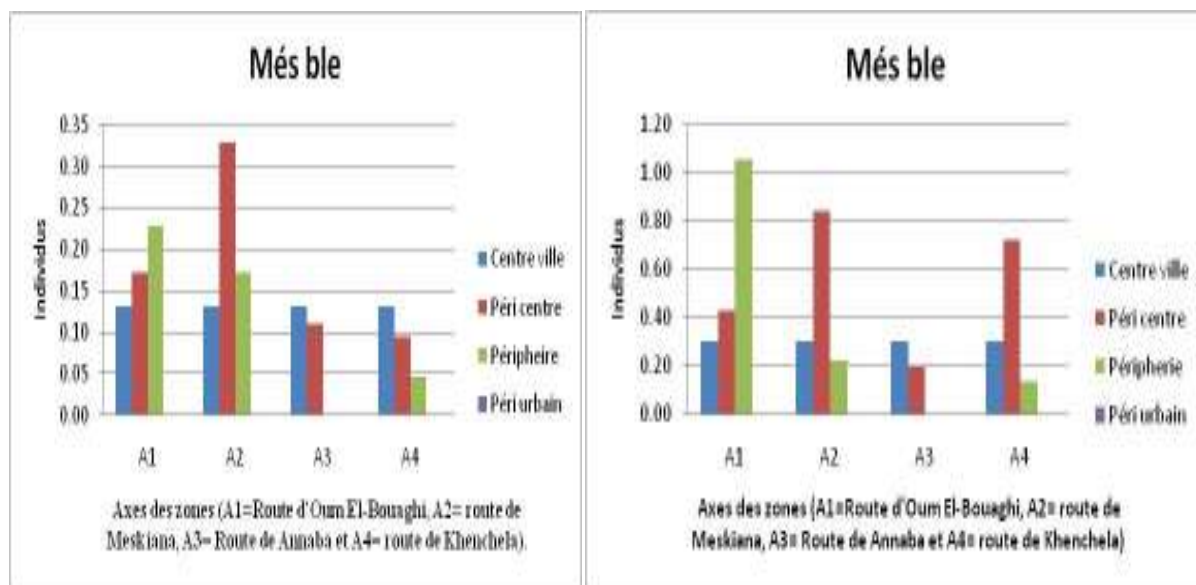 Més ble
0.35
0.30
0.25
0.20
0.15
0.10
0.05
0.00
Individus
A1 A2 A3 A4
Centre ville
Péri centre
Péripheire
Péri urbain
Axes des zones (A1=Route d'Oum El-Bouaghi, A2= route de
Meskiana, A3= Route de Annaba et A4= route de Khenchela).
Més ble
1.20
1.00
0.80
0.60
0.40
0.20
0.00
Individus
A1 A2 A3 A4
Centre ville
Péri centre
Péripherie
Péri urbain
Axes des zones (A1=Route d'Oum El-Bouaghi, A2= route de
Meskiana, A3= Route de Annaba et A4= route de Khenchela)